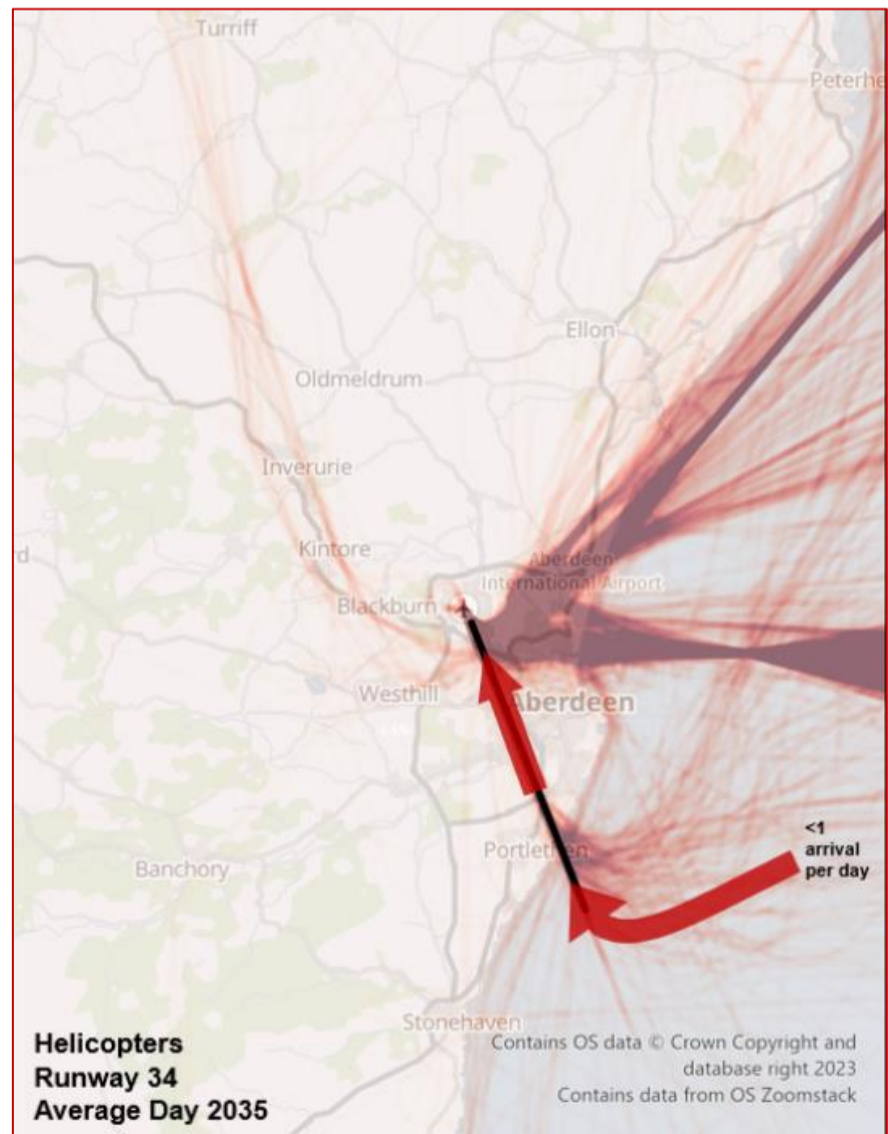 Turriff
Peterhe
Ellon
Oldmeldrum
Inverurie
Kintore
Aberdeen
International Airport
Blackburn
Westhill
Aberdeen
<1
arrival
per day
Portlethen
Banchory
Stonehaven
Helicopters
Runway 34
Average Day 2035
Contains OS data © Crown Copyright and
database right 2023
Contains data from OS Zoomstack